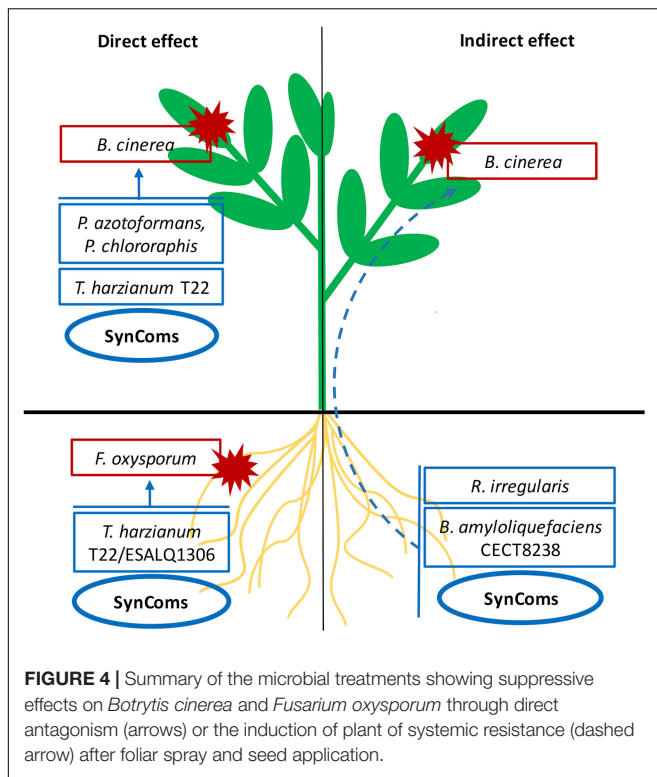 Direct effect
Indirect effect
B. cinerea
B. cinerea
P. azotoformans,
P. chlororaphis
T. harzianum T22
SynComs
F. oxysporum
T. harzianum
T22/ESALQ1306
SynComs
R. irregularis
B. amyloliquefaciens
CECT8238
SynComs
FIGURE 4 | Summary of the microbial treatments showing suppressive
effects on Botrytis cinerea and Fusarium oxysporum through direct
antagonism (arrows) or the induction of plant of systemic resistance (dashed
arrow) after foliar spray and seed application.